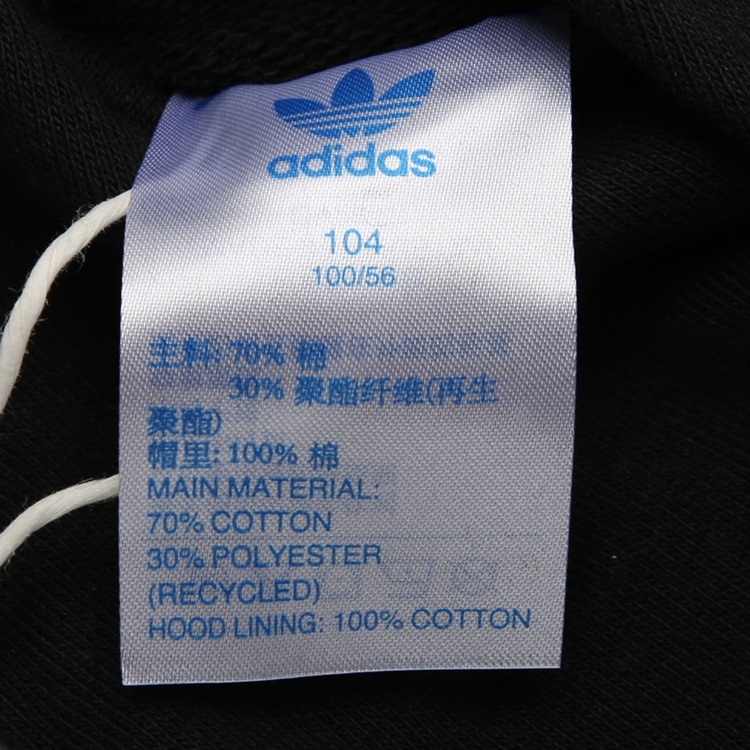 adidas
104
100/56
主料: 70% 棉
30% 聚酯纤维(再生
聚酯)
帽里: 100% 棉
MAIN MATERIAL:
70% COTTON
30% POLYESTER
(RECYCLED)
HOOD LINING: 100% COTTON